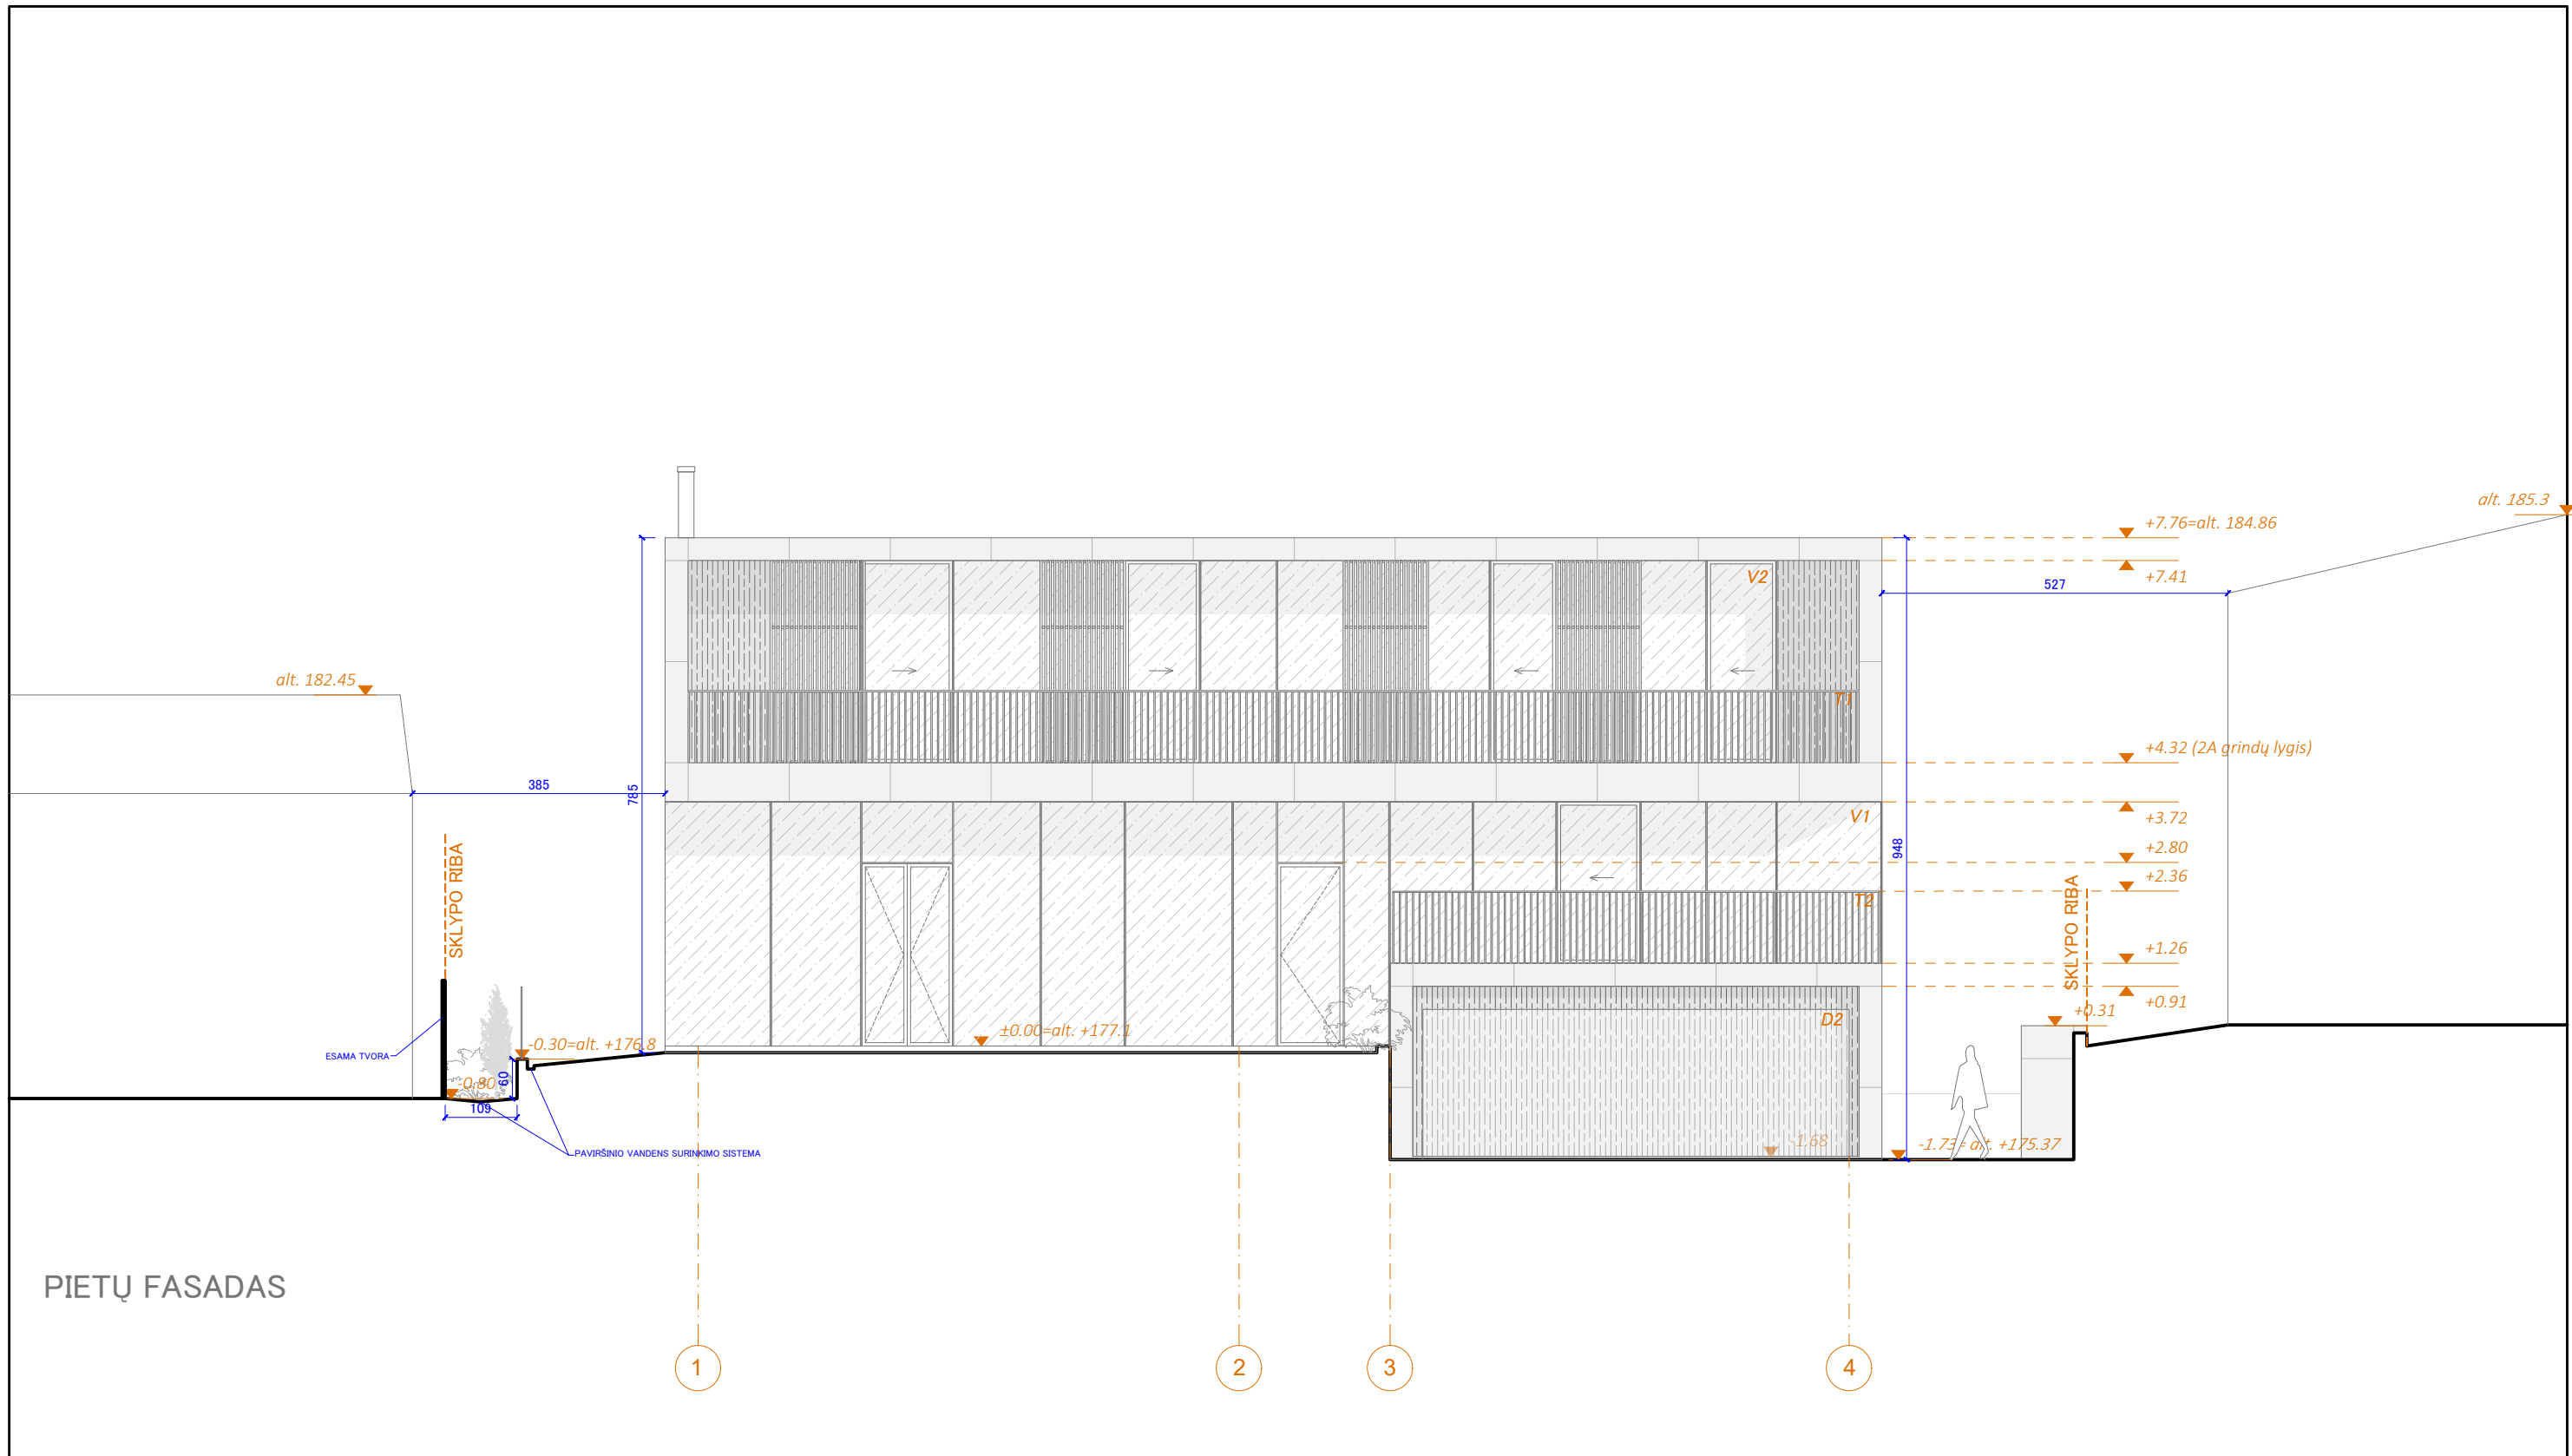 alt. 185.3
+7.76=alt. 184.86
+7.41
527
V2
alt. 182.45
T1
+4.32 (2A grindų lygis)
385
785
+3.72
V1
948
+2.80
+2.36
SKLYPO RIBA
T2
SKLYPO RIBA
+1.26
+0.91
+0.31
D2
±0.00=alt. +177.1
-0.30=alt. +176.8
ESAMA TVORA
-0.80
60
109
-1.68
-1.73= alt. +175.37
PAVIRŠINIO VANDENS SURINKIMO SISTEMA
PIETŲ FASADAS
1
2
3
4